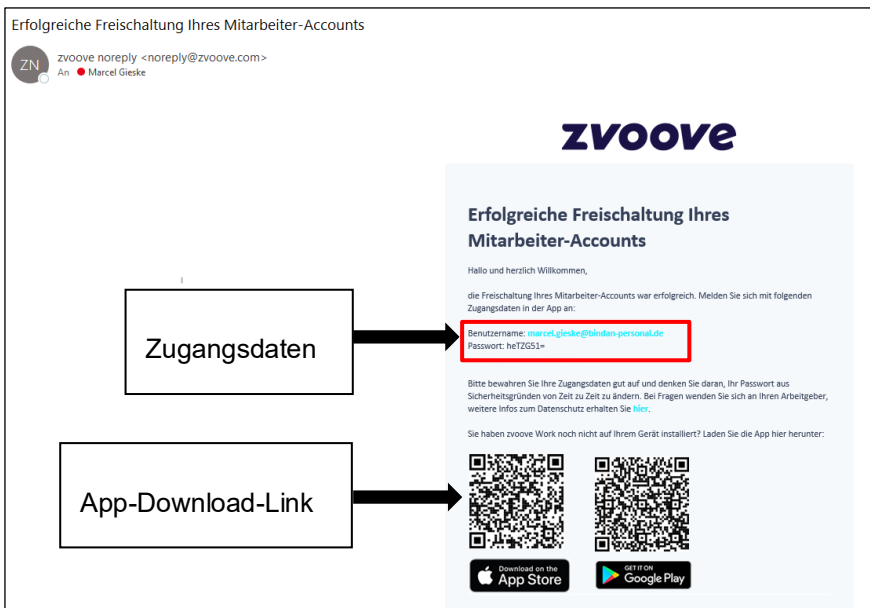 Erfolgreiche Freischaltung Ihres Mitarbeiter-Accounts
ZN
zvoove noreply <noreply@zvoove.com>
An Marcel Gieske
zvoove
Erfolgreiche Freischaltung Ihres
Mitarbeiter-Accounts
Hallo und herzlich Willkommen,
die Freischaltung Ihres Mitarbeiter-Accounts war erfolgreich. Melden Sie sich mit folgenden
Zugangsdaten in der App an:
Zugangsdaten
Benutzername: marcel.gieske@bindan-personal.de
Passwort: heTZG51=
Bitte bewahren Sie Ihre Zugangsdaten gut auf und denken Sie daran, Ihr Passwort aus
Sicherheitsgründen von Zeit zu Zeit zu ändern. Bei Fragen wenden Sie sich an Ihren Arbeitgeber,
weitere Infos zum Datenschutz erhalten Sie hier.
Sie haben zvoove Work noch nicht auf Ihrem Gerät installiert? Laden Sie die App hier herunter:
App-Download-Link
Download on the
App Store
GET IT ON
Google Play